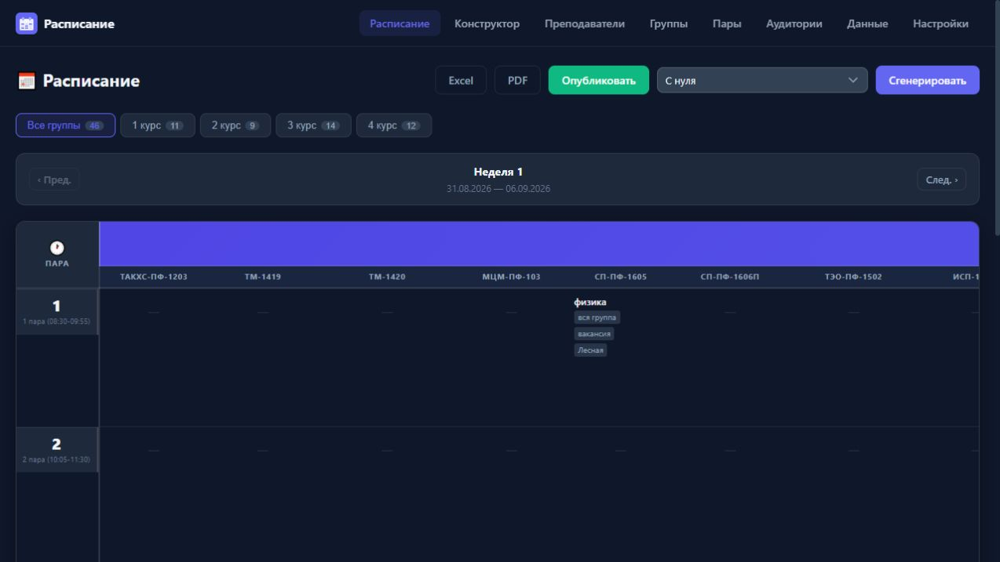 Расписание
Расписание Конструктор Преподаватели Группы Пары Аудитории Данные Настройки
Расписание
Excel PDF Опубликовать С нуля Сгенерировать
Все группы 46 1 курс 11 2 курс 9 3 курс 14 4 курс 12
‹ Пред. Неделя 1 След. ›
31.08.2026 — 06.09.2026
ПАРА
ТАКХС-ПФ-1203 ТМ-1419 ТМ-1420 МЦМ-ПФ-103 СП-ПФ-1605 СП-ПФ-1606П ТЭО-ПФ-1502 ИСП-1
1
1 пара (08:30-09:55)
— — — — — — —
физика
вся группа
вакансия
Лесная
2
2 пара (10:05-11:30)
— — — — — — — —